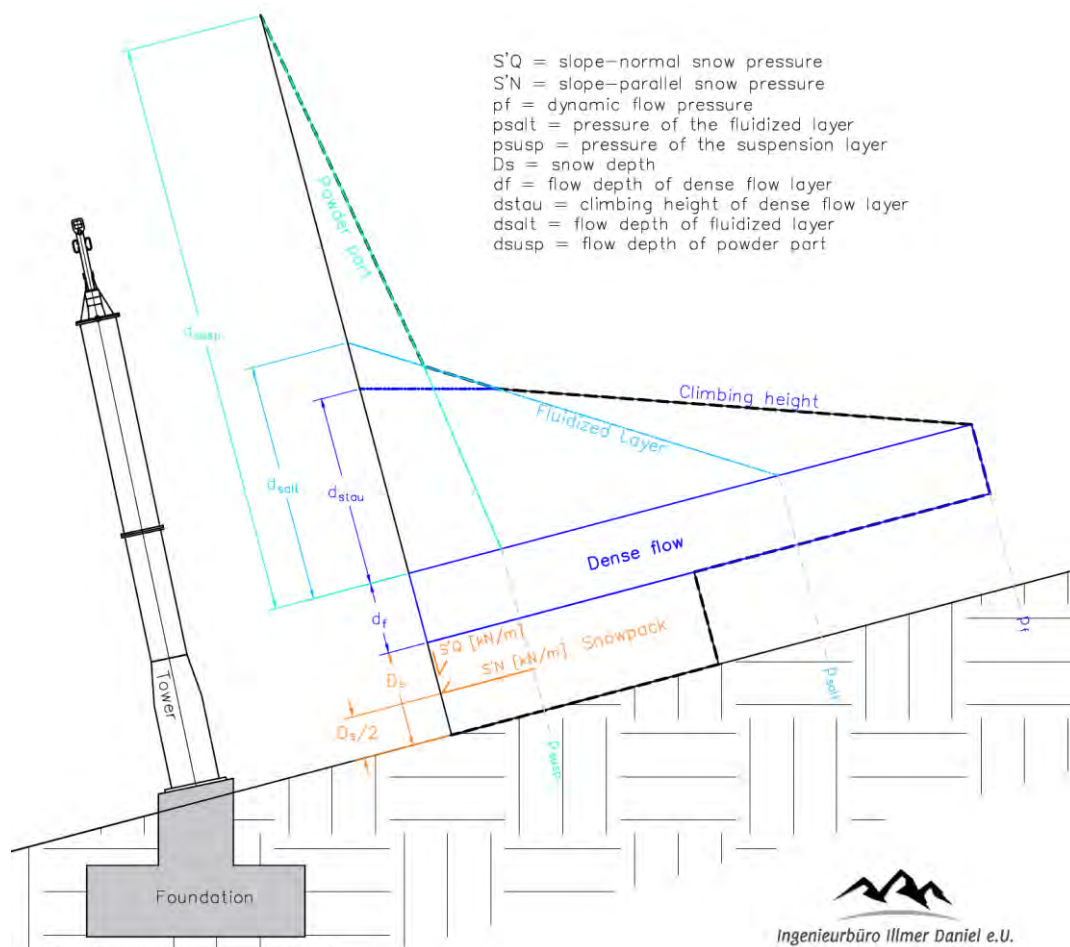 S'Q = slope-normal snow pressure
S'N = slope-parallel snow pressure
pf = dynamic flow pressure
psalt = pressure of the fluidized layer
psusp = pressure of the suspension layer
Ds = snow depth
df = flow depth of dense flow layer
dstau = climbing height of dense flow layer
dsalt = flow depth of fluidized layer
dsusp = flow depth of powder part
Powder part
dsusp
Climbing height
Fluidized Layer
dsalt
dstau
Dense flow
df
S'Q [kN/m]
S'N [kN/m]
Snowpack
Ds
Ds/2
pf
psalt
psusp
Tower
Foundation
Ingenieurbüro Illmer Daniel e.U.